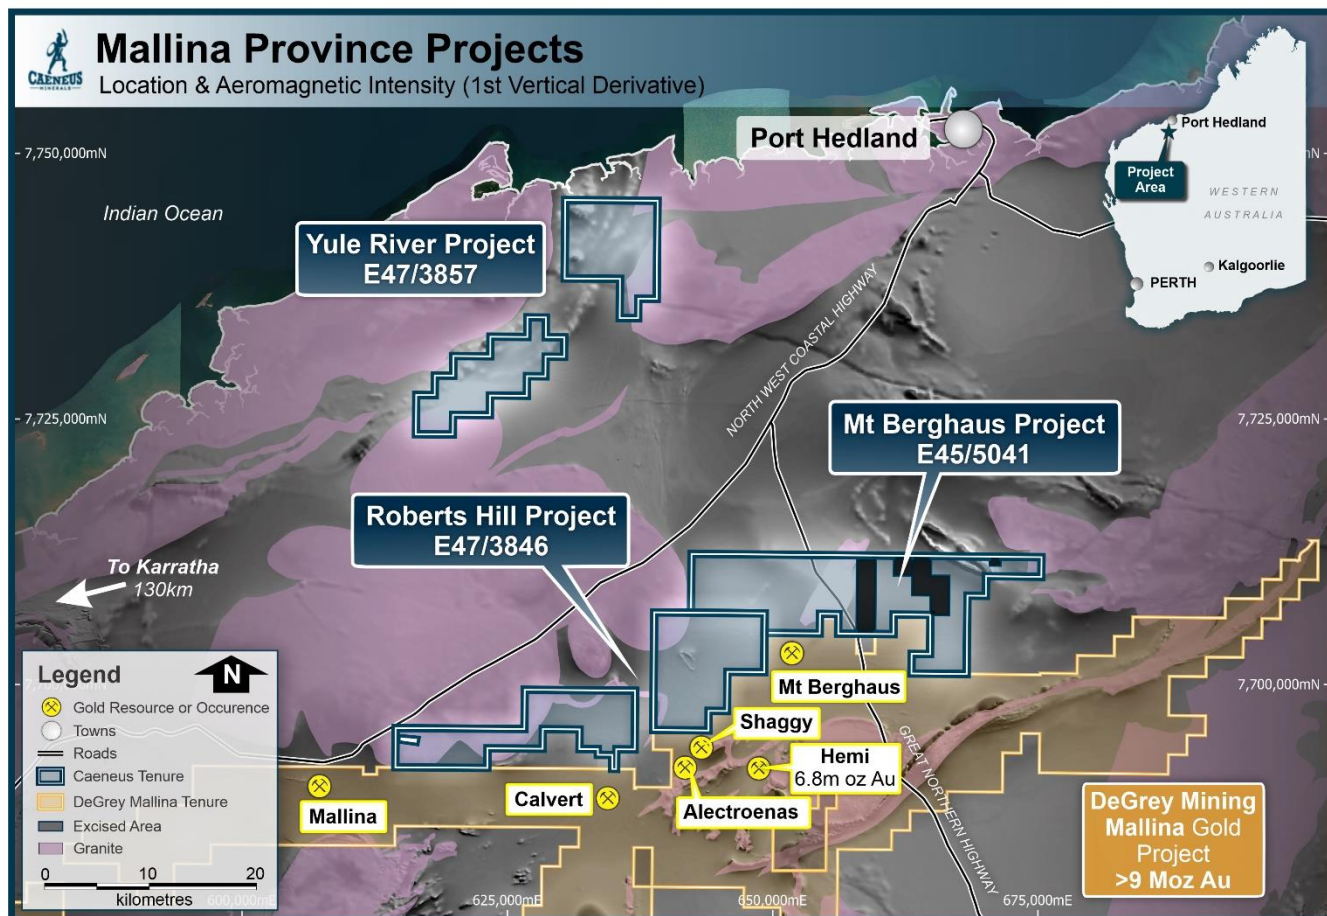 CAENEUS
MINERALS
Mallina Province Projects
Location & Aeromagnetic Intensity (1st Vertical Derivative)
Port Hedland
Port Hedland
Project
Area
WESTERN
AUSTRALIA
Kalgoorlie
PERTH
7,750,000mN
Indian Ocean
Yule River Project
E47/3857
NORTH WEST COASTAL HIGHWAY
7,725,000mN
7,725,000mN
Mt Berghaus Project
E45/5041
Roberts Hill Project
E47/3846
To Karratha
130km
Legend
N
Gold Resource or Occurence
Towns
Roads
Caeneus Tenure
DeGrey Mallina Tenure
Excised Area
Granite
0 10 20
kilometres
7,700,000mN
7,700,000mN
Mt Berghaus
Shaggy
Hemi
6.8m oz Au
Alectroenas
Calvert
Mallina
GREAT NORTHERN HIGHWAY
DeGrey Mining
Mallina Gold
Project
>9 Moz Au
600,000mE
625,000mE
650,000mE
675,000mE